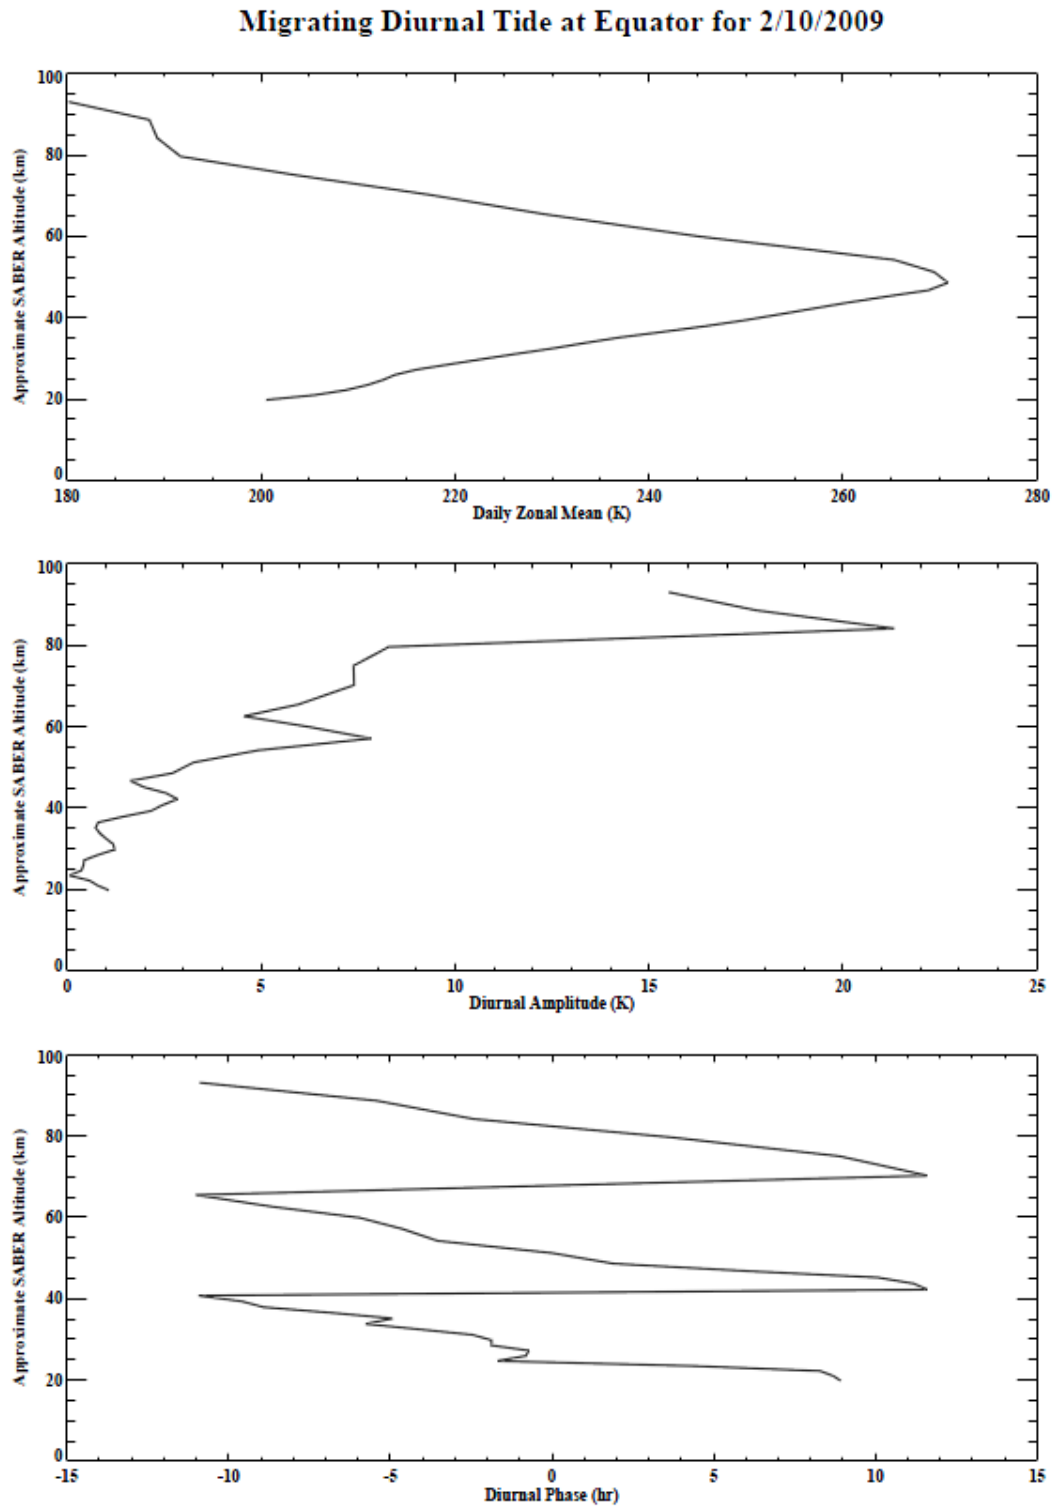 Migrating Diurnal Tide at Equator for 2/10/2009
Approximate SABER Altitude (km)
100
80
60
40
20
0
180 200 220 240 260 280
Daily Zonal Mean (K)
Approximate SABER Altitude (km)
100
80
60
40
20
0
0 5 10 15 20 25
Diurnal Amplitude (K)
Approximate SABER Altitude (km)
100
80
60
40
20
0
-15 -10 -5 0 5 10 15
Diurnal Phase (hr)